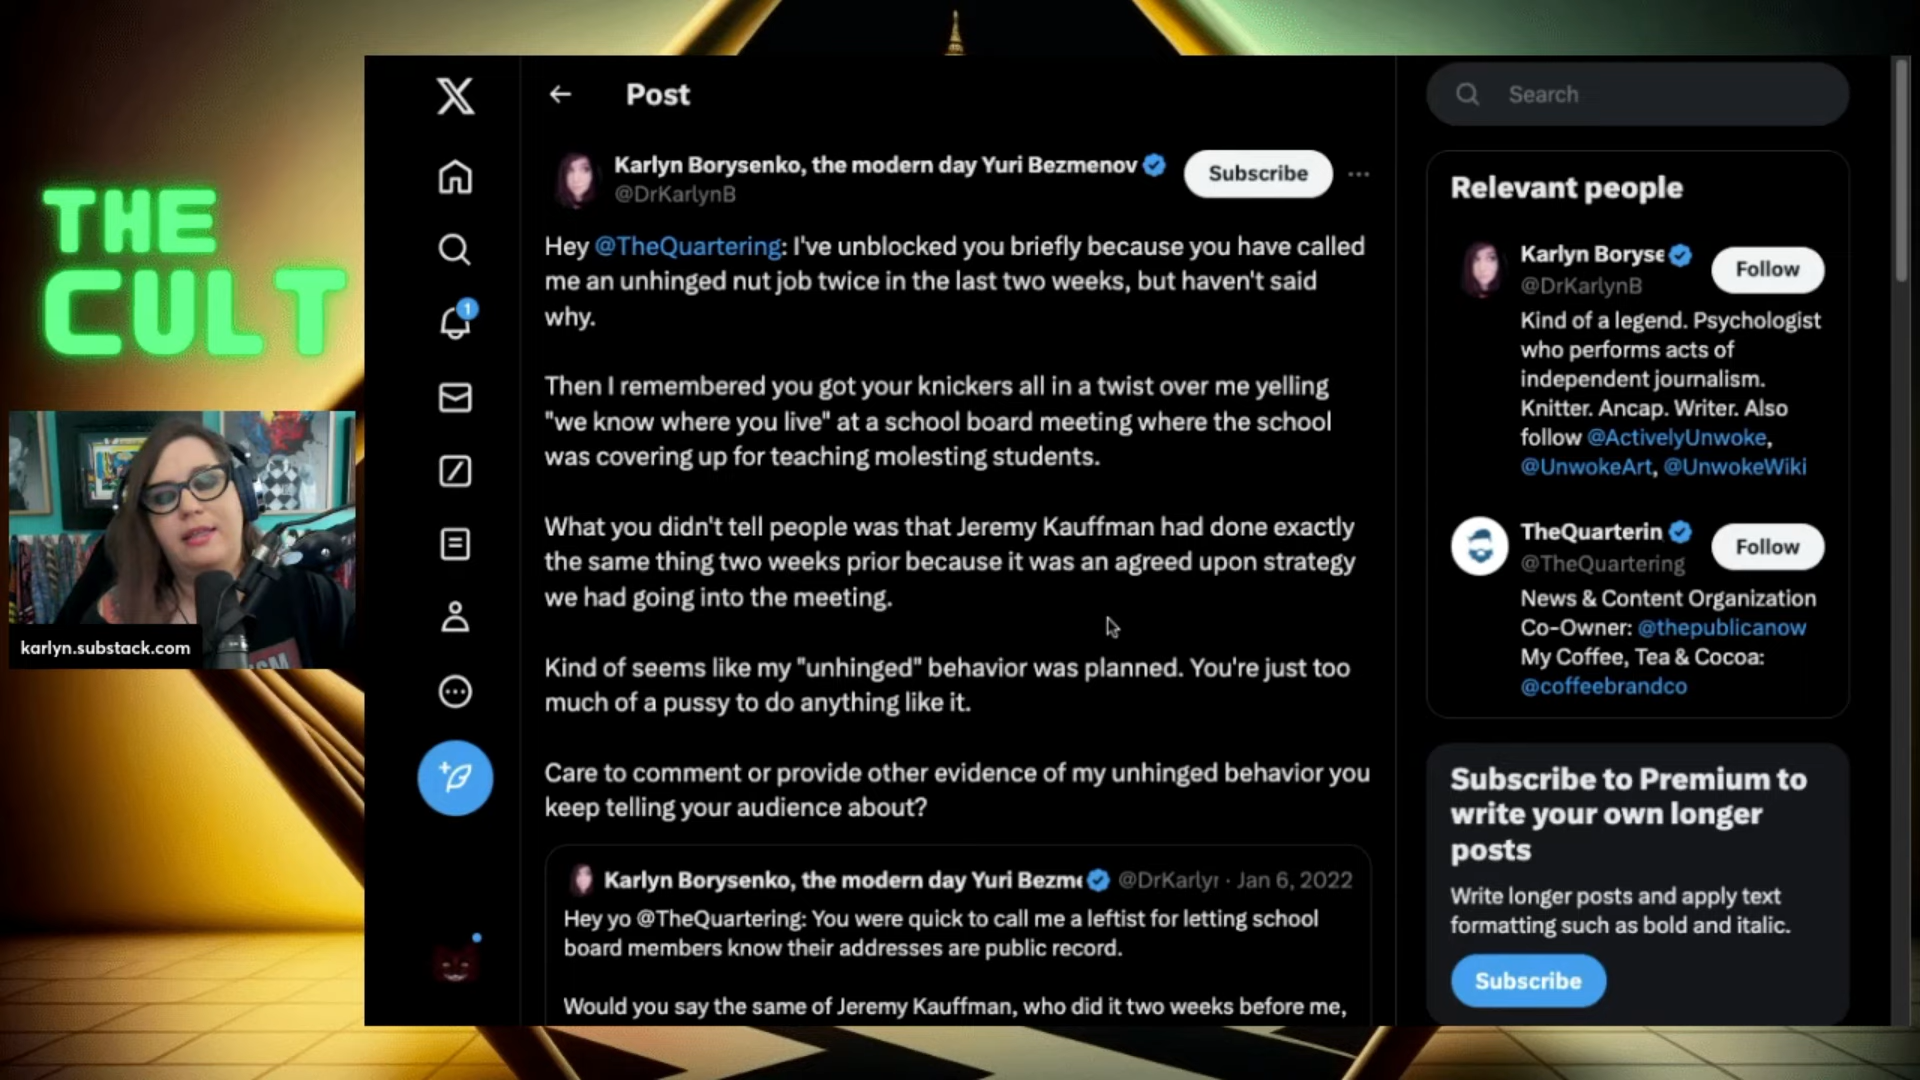 THE
CULT
karlyn.substack.com
X
Post
Karlyn Borysenko, the modern day Yuri Bezmenov
@DrKarlynB
Subscribe
Hey @TheQuartering: I've unblocked you briefly because you have called
me an unhinged nut job twice in the last two weeks, but haven't said
why.
Then I remembered you got your knickers all in a twist over me yelling
"we know where you live" at a school board meeting where the school
was covering up for teaching molesting students.
What you didn't tell people was that Jeremy Kauffman had done exactly
the same thing two weeks prior because it was an agreed upon strategy
we had going into the meeting.
Kind of seems like my "unhinged" behavior was planned. You're just too
much of a pussy to do anything like it.
Care to comment or provide other evidence of my unhinged behavior you
keep telling your audience about?
Karlyn Borysenko, the modern day Yuri Bezme @DrKarlyn · Jan 6, 2022
Hey yo @TheQuartering: You were quick to call me a leftist for letting school
board members know their addresses are public record.
Would you say the same of Jeremy Kauffman, who did it two weeks before me,
1
Search
Relevant people
Karlyn Boryse
@DrKarlynB
Follow
Kind of a legend. Psychologist
who performs acts of
independent journalism.
Knitter. Ancap. Writer. Also
follow @ActivelyUnwoke,
@UnwokeArt, @UnwokeWiki
TheQuarterin
@TheQuartering
Follow
News & Content Organization
Co-Owner: @thepublicanow
My Coffee, Tea & Cocoa:
@coffeebrandco
Subscribe to Premium to
write your own longer
posts
Write longer posts and apply text
formatting such as bold and italic.
Subscribe